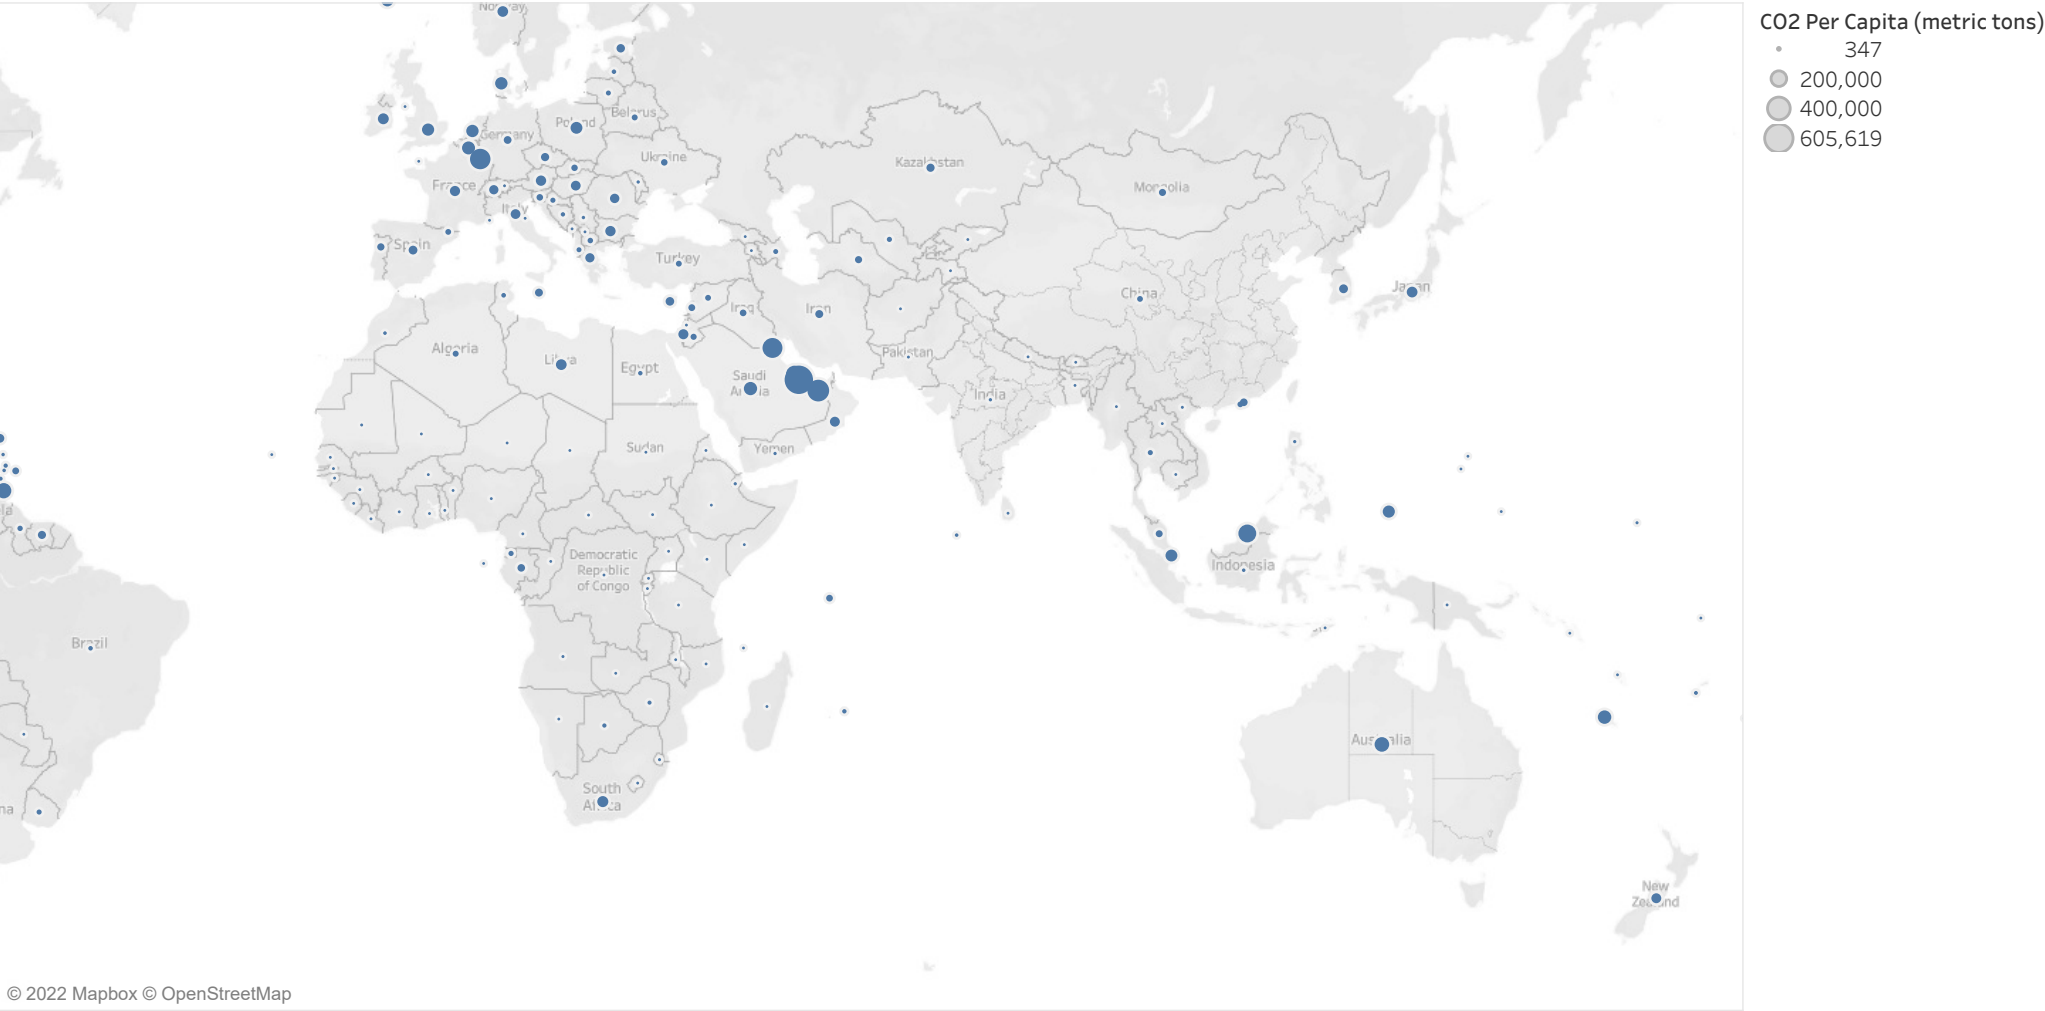 CO2 Per Capita (metric tons)
347
200,000
400,000
605,619
Norway
Belarus
Poland
Germany
Ukraine
France
Italy
Spain
Turkey
Kazakhstan
Mongolia
China
Japan
Iraq
Iran
Pakistan
India
Algeria
Libya
Egypt
Saudi
Arabia
Sudan
Yemen
Democratic
Republic
of Congo
Indonesia
Brazil
South
Africa
Australia
New
Zealand
la
na
© 2022 Mapbox © OpenStreetMap